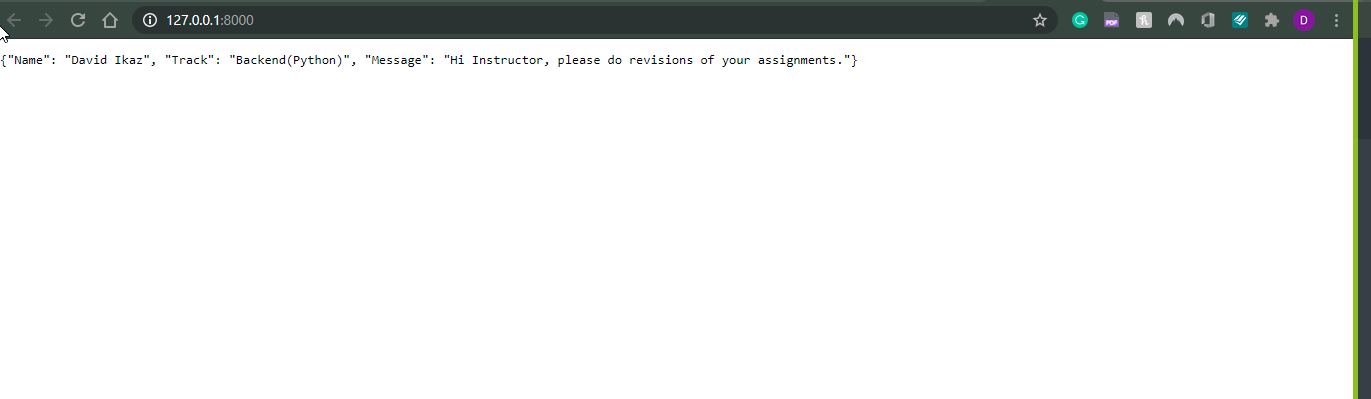 127.0.0.1:8000
G
PDF
h
D
{"Name": "David Ikaz", "Track": "Backend(Python)", "Message": "Hi Instructor, please do revisions of your assignments."}